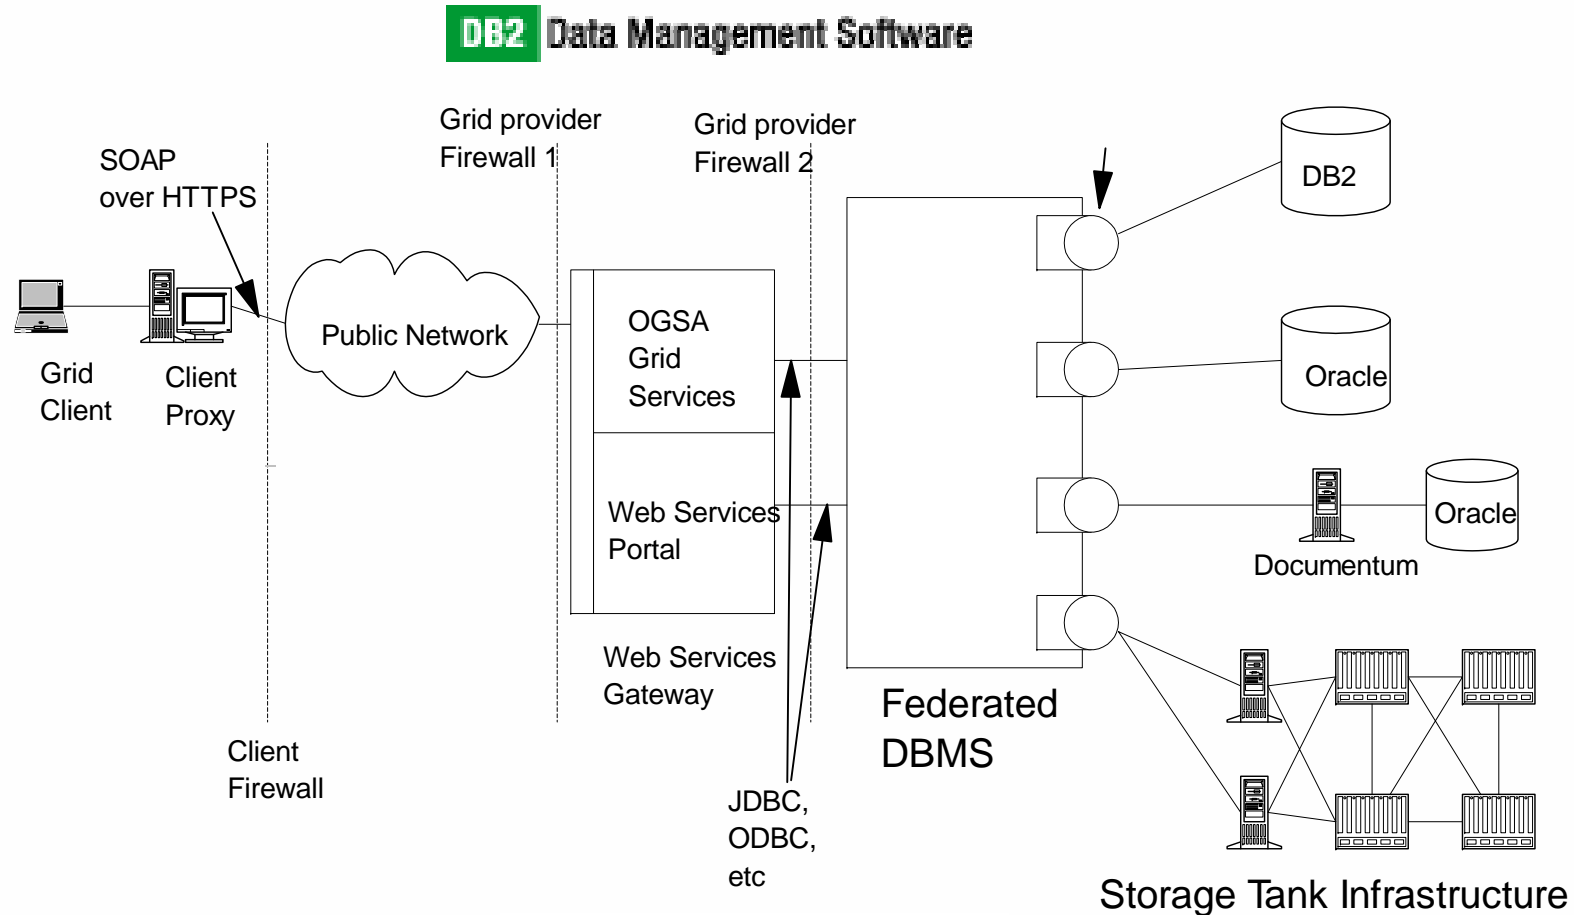 DB2 Data Management Software
Grid provider
Firewall 1
Grid provider
Firewall 2
SOAP
over HTTPS
DB2
Public Network
OGSA
Grid
Services
Grid
Client
Client
Proxy
Oracle
Web Services
Portal
Oracle
Documentum
Web Services
Gateway
Federated
DBMS
Client
Firewall
JDBC,
ODBC,
etc
Storage Tank Infrastructure